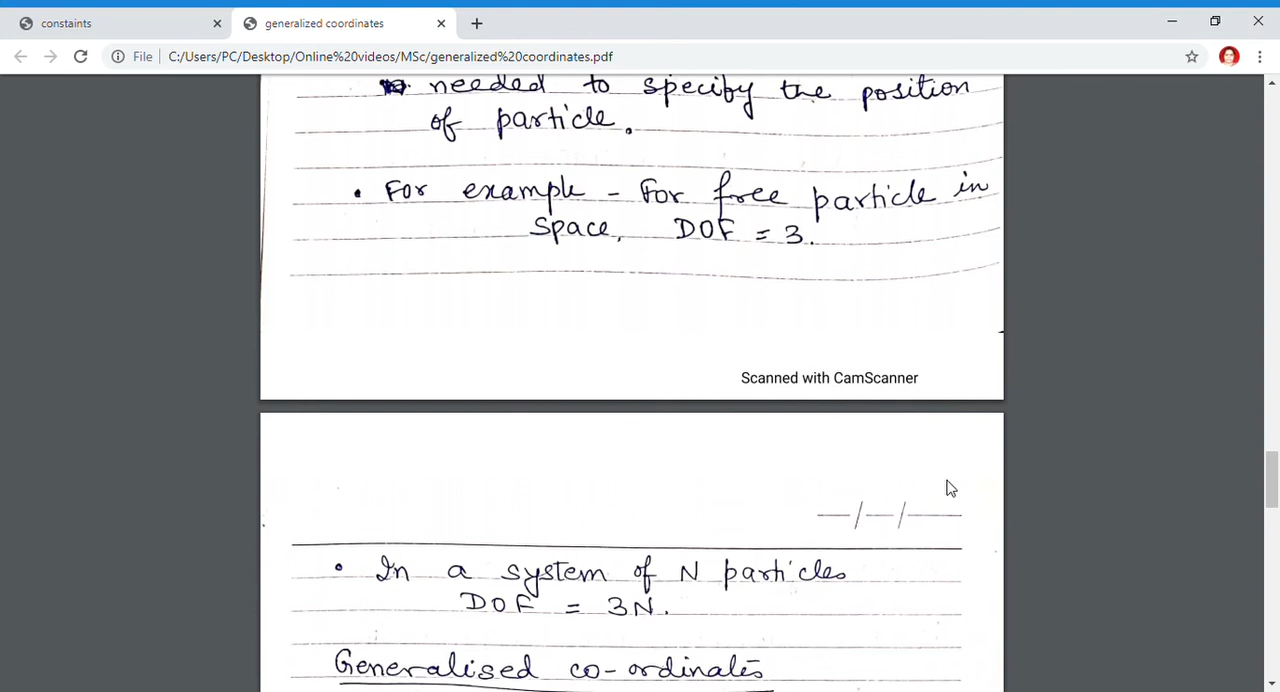 constaints
generalized coordinates
File
C:/Users/PC/Desktop/Online%20videos/MSc/generalized%20coordinates.pdf
needed to specify the position
of particle.
• For example - For free particle in
space, DOF = 3.
Scanned with CamScanner
—/—/—
• In a system of N particles
DOF = 3N.
Generalised co-ordinates